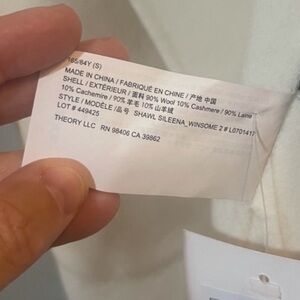 165/84Y (S)
MADE IN CHINA / FABRIQUÉ EN CHINE / 产地 中国
SHELL / EXTÉRIEUR / 面料 90% Wool 10% Cashmere / 90% Laine
10% Cachemire / 90% 羊毛 10% 山羊绒
STYLE / MODÈLE /品号 SHAWL SILEENA_WINSOME 2 # L0701417
LOT # 449425
THEORY LLC RN 98406 CA 39862